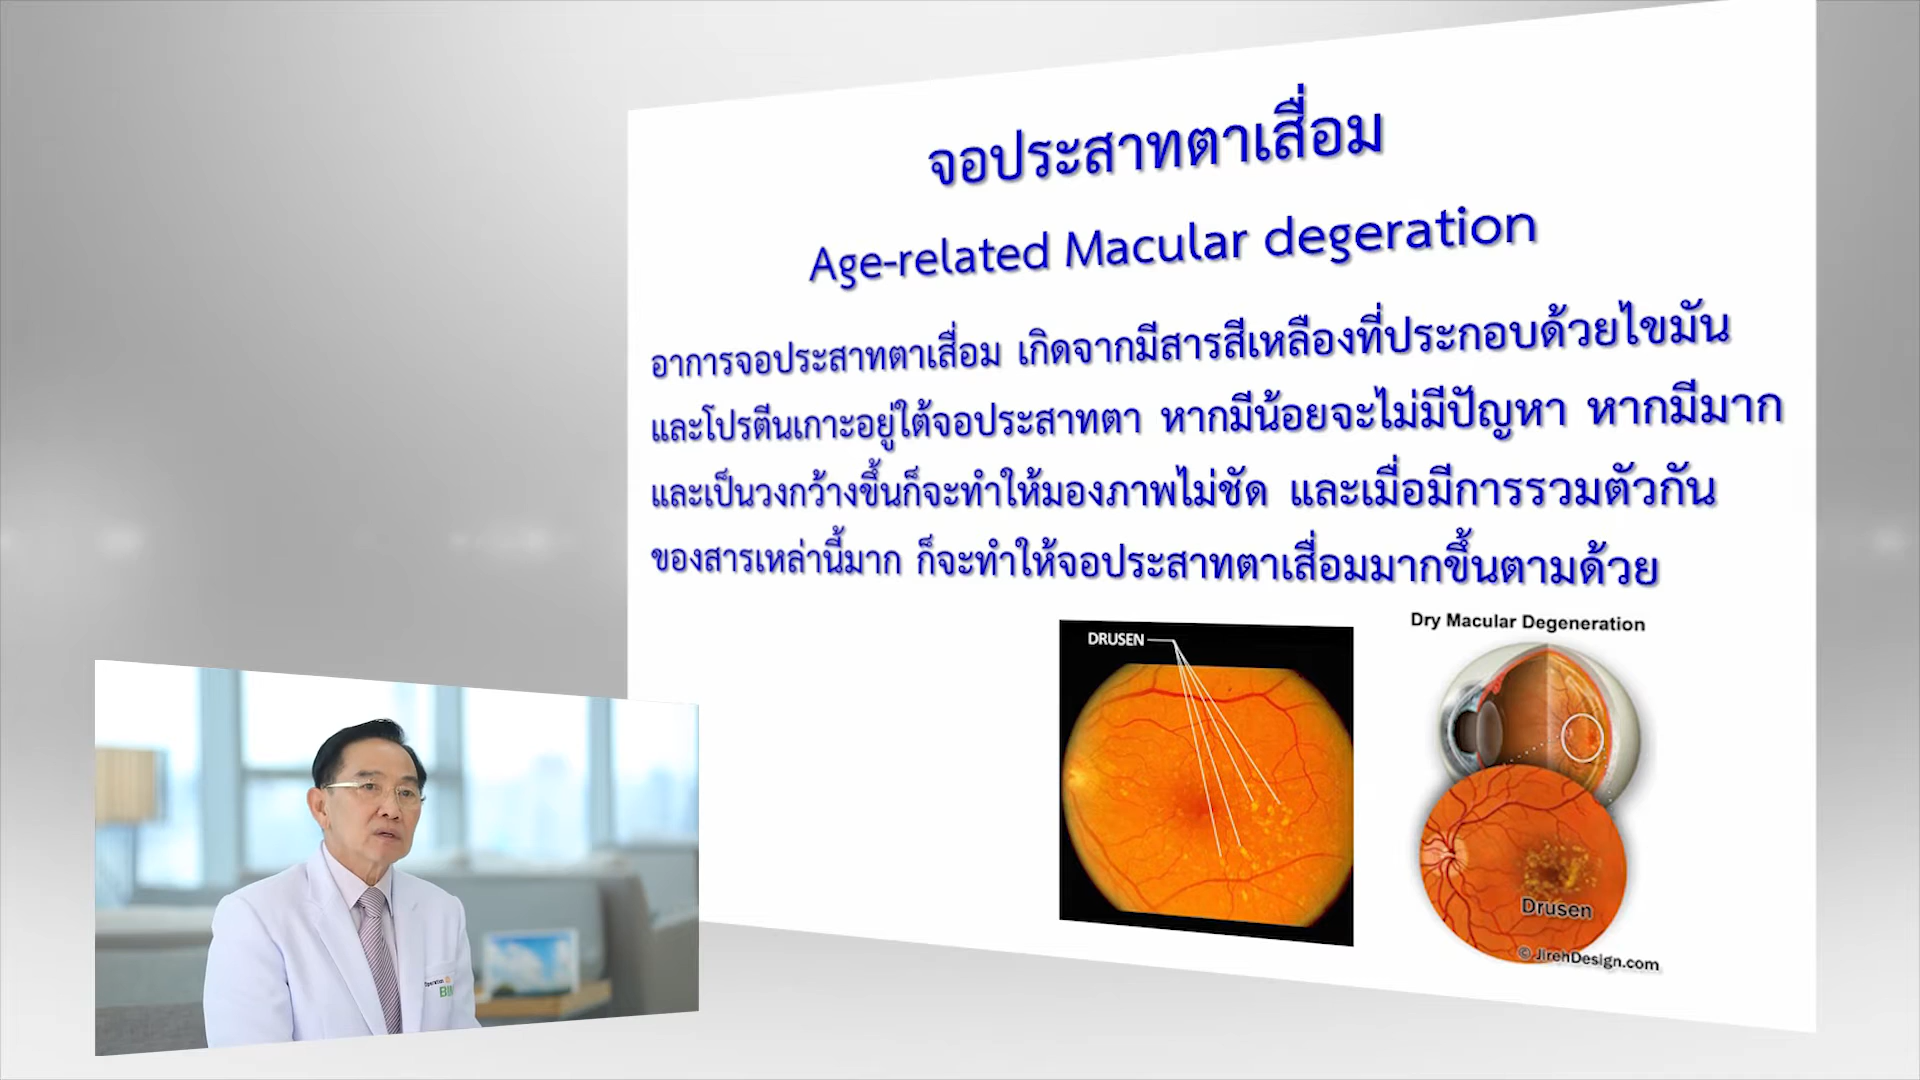 จอประสาทตาเสื่อม
Age-related Macular degeration
อาการจอประสาทตาเสื่อม เกิดจากมีสารสีเหลืองที่ประกอบด้วยไขมัน
และโปรตีนเกาะอยู่ใต้จอประสาทตา หากมีน้อยจะไม่มีปัญหา หากมีมาก
และเป็นวงกว้างขึ้นก็จะทำให้มองภาพไม่ชัด และเมื่อมีการรวมตัวกัน
ของสารเหล่านี้มาก ก็จะทำให้จอประสาทตาเสื่อมมากขึ้นตามด้วย
DRUSEN
Dry Macular Degeneration
Drusen
© JirehDesign.com
Operation